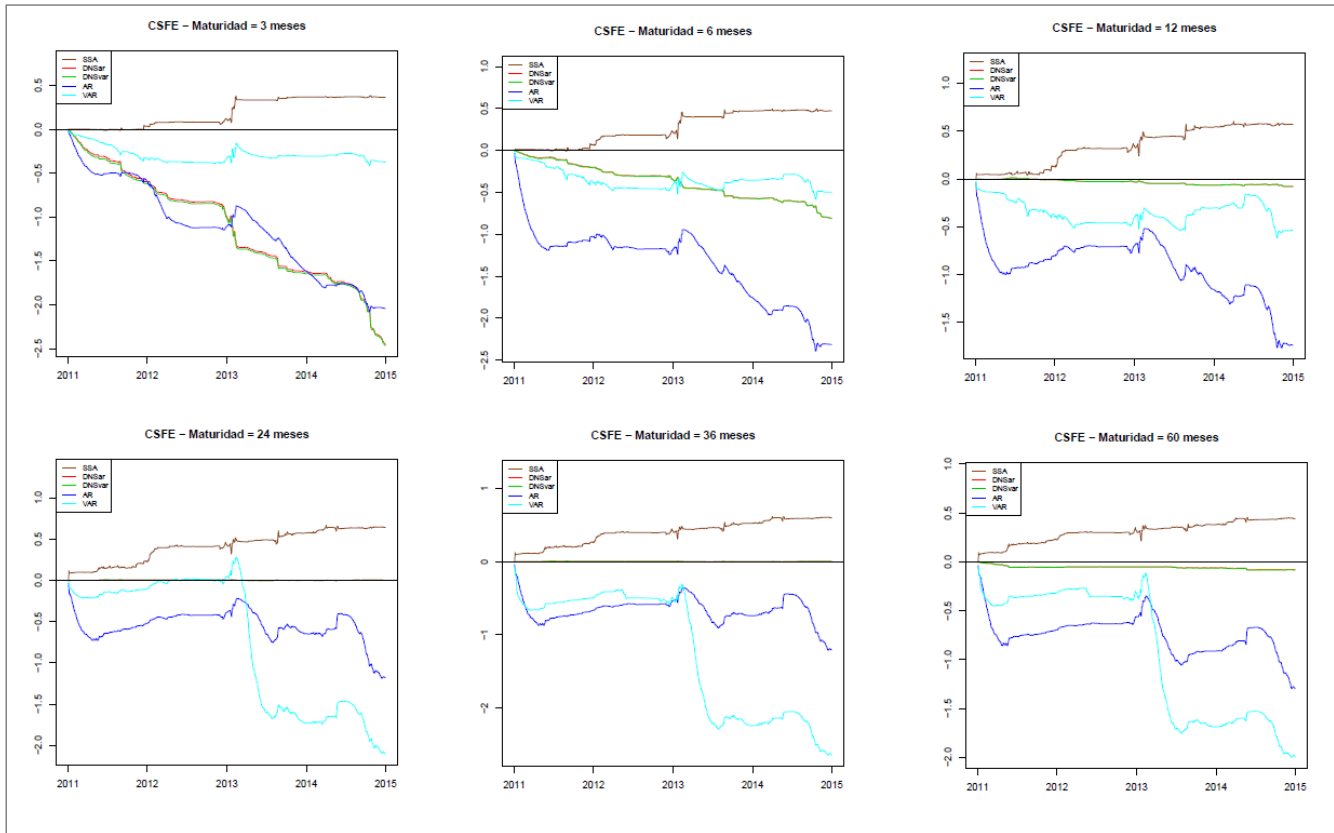 CSFE – Maturidad = 3 meses
SSA
DNSar
DNSvar
AR
VAR
0.5
0.0
−0.5
−1.0
−1.5
−2.0
−2.5
2011 2012 2013 2014 2015
CSFE – Maturidad = 6 meses
SSA
DNSar
DNSvar
AR
VAR
1.0
0.5
0.0
−0.5
−1.0
−1.5
−2.0
−2.5
2011 2012 2013 2014 2015
CSFE – Maturidad = 12 meses
SSA
DNSar
DNSvar
AR
VAR
1.0
0.5
0.0
−0.5
−1.0
−1.5
2011 2012 2013 2014 2015
CSFE – Maturidad = 24 meses
SSA
DNSar
DNSvar
AR
VAR
1.0
0.5
0.0
−0.5
−1.0
−1.5
−2.0
2011 2012 2013 2014 2015
CSFE – Maturidad = 36 meses
SSA
DNSar
DNSvar
AR
VAR
1
0
−1
−2
2011 2012 2013 2014 2015
CSFE – Maturidad = 60 meses
SSA
DNSar
DNSvar
AR
VAR
1.0
0.5
0.0
−0.5
−1.0
−1.5
−2.0
2011 2012 2013 2014 2015